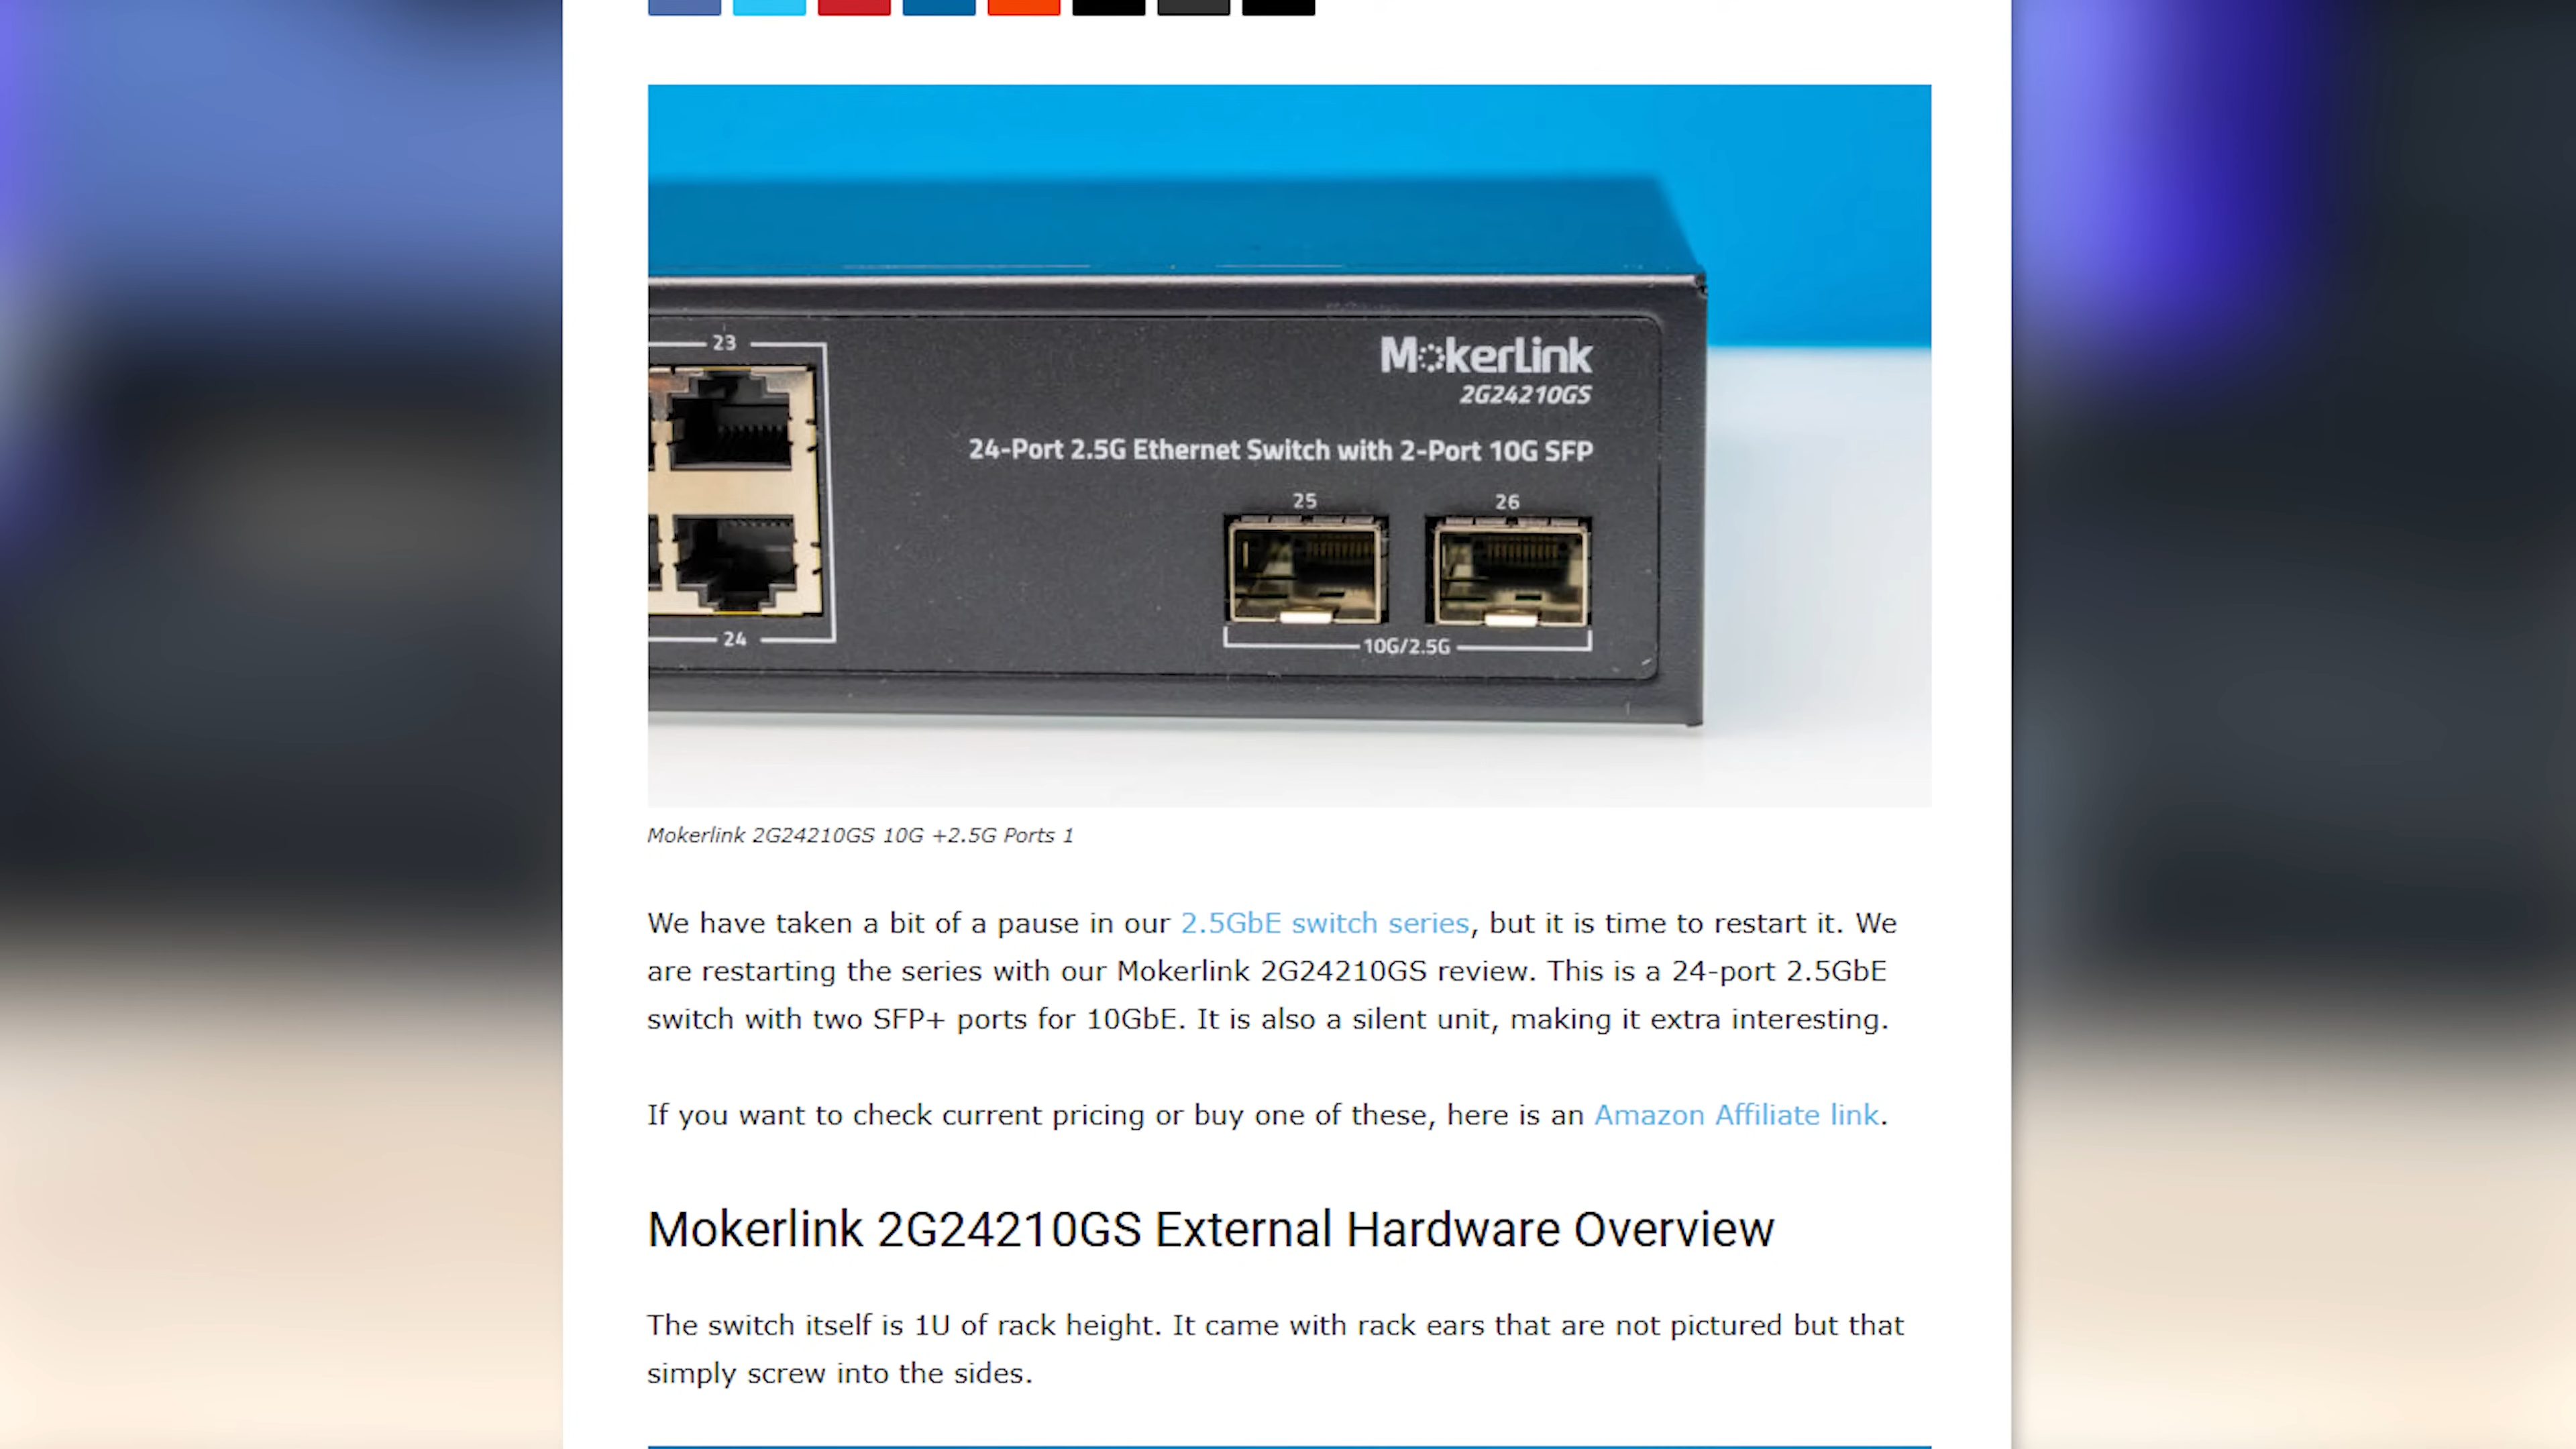 23
MokerLink
2G24210GS
24-Port 2.5G Ethernet Switch with 2-Port 10G SFP
25 26
24
10G/2.5G
Mokerlink 2G24210GS 10G +2.5G Ports 1
We have taken a bit of a pause in our 2.5GbE switch series, but it is time to restart it. We
are restarting the series with our Mokerlink 2G24210GS review. This is a 24-port 2.5GbE
switch with two SFP+ ports for 10GbE. It is also a silent unit, making it extra interesting.
If you want to check current pricing or buy one of these, here is an Amazon Affiliate link.
Mokerlink 2G24210GS External Hardware Overview
The switch itself is 1U of rack height. It came with rack ears that are not pictured but that
simply screw into the sides.